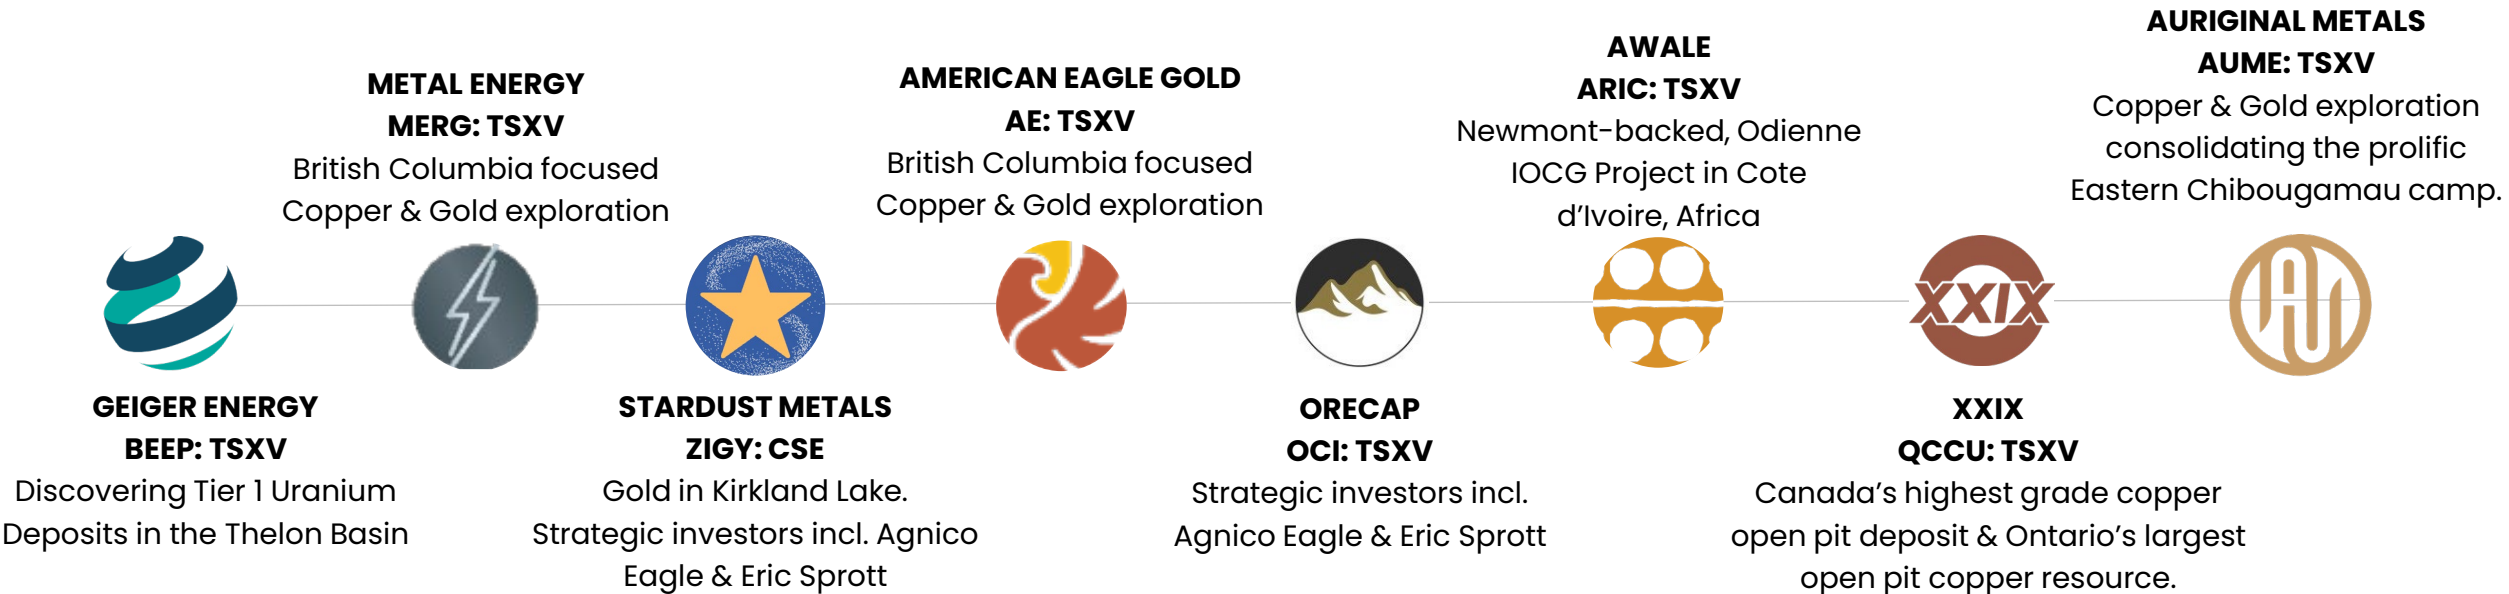 METAL ENERGY
MERG: TSXV
British Columbia focused
Copper & Gold exploration
AMERICAN EAGLE GOLD
AE: TSXV
British Columbia focused
Copper & Gold exploration
AWALE
ARIC: TSXV
Newmont-backed, Odienne
IOCG Project in Cote
d’Ivoire, Africa
AURIGINAL METALS
AUME: TSXV
Copper & Gold exploration
consolidating the prolific
Eastern Chibougamau camp.
XXIX
GEIGER ENERGY
BEEP: TSXV
Discovering Tier 1 Uranium
Deposits in the Thelon Basin
STARDUST METALS
ZIGY: CSE
Gold in Kirkland Lake.
Strategic investors incl. Agnico
Eagle & Eric Sprott
ORECAP
OCI: TSXV
Strategic investors incl.
Agnico Eagle & Eric Sprott
XXIX
QCCU: TSXV
Canada’s highest grade copper
open pit deposit & Ontario’s largest
open pit copper resource.